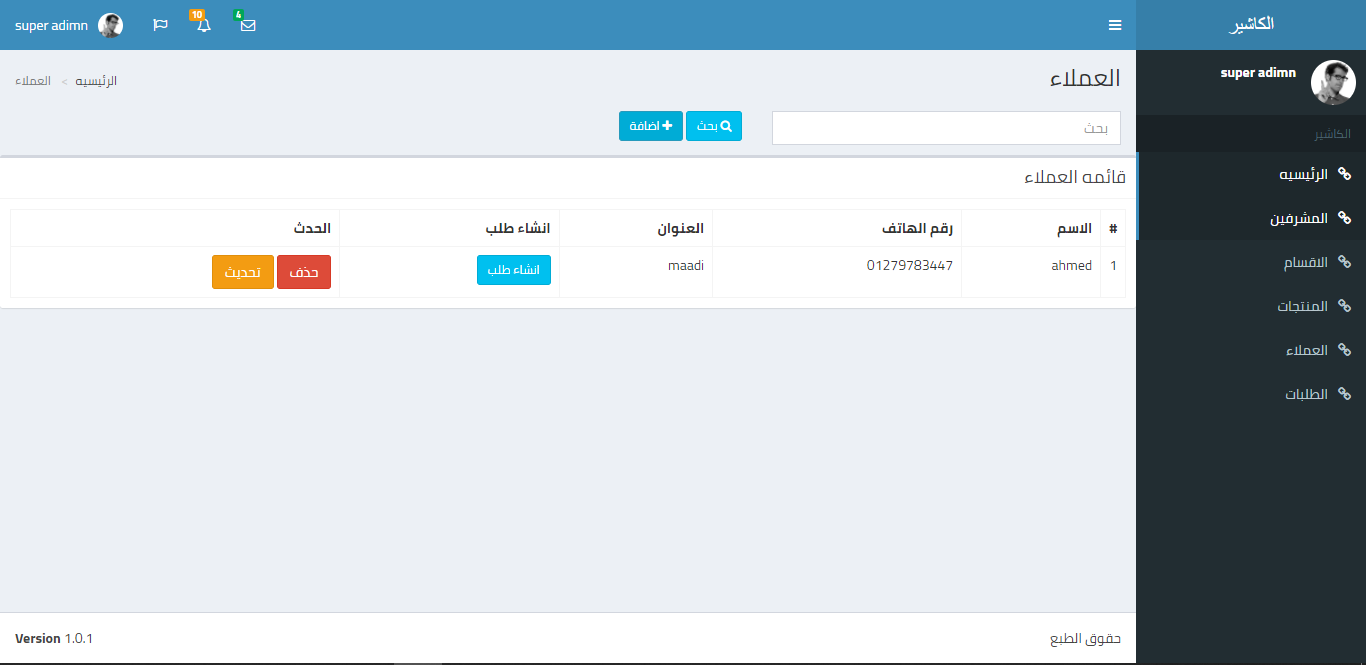 الكاشير
4
10
super adimn
super adimn
الكاشير
الرئيسيه
المشرفين
الاقسام
المنتجات
العملاء
الطلبات
العملاء
الرئيسيه > العملاء
بحث
بحث
اضافة
قائمه العملاء
# الاسم رقم الهاتف العنوان انشاء طلب الحدث
1 ahmed 01279783447 maadi انشاء طلب حذف تحديث
حقوق الطبع
Version 1.0.1